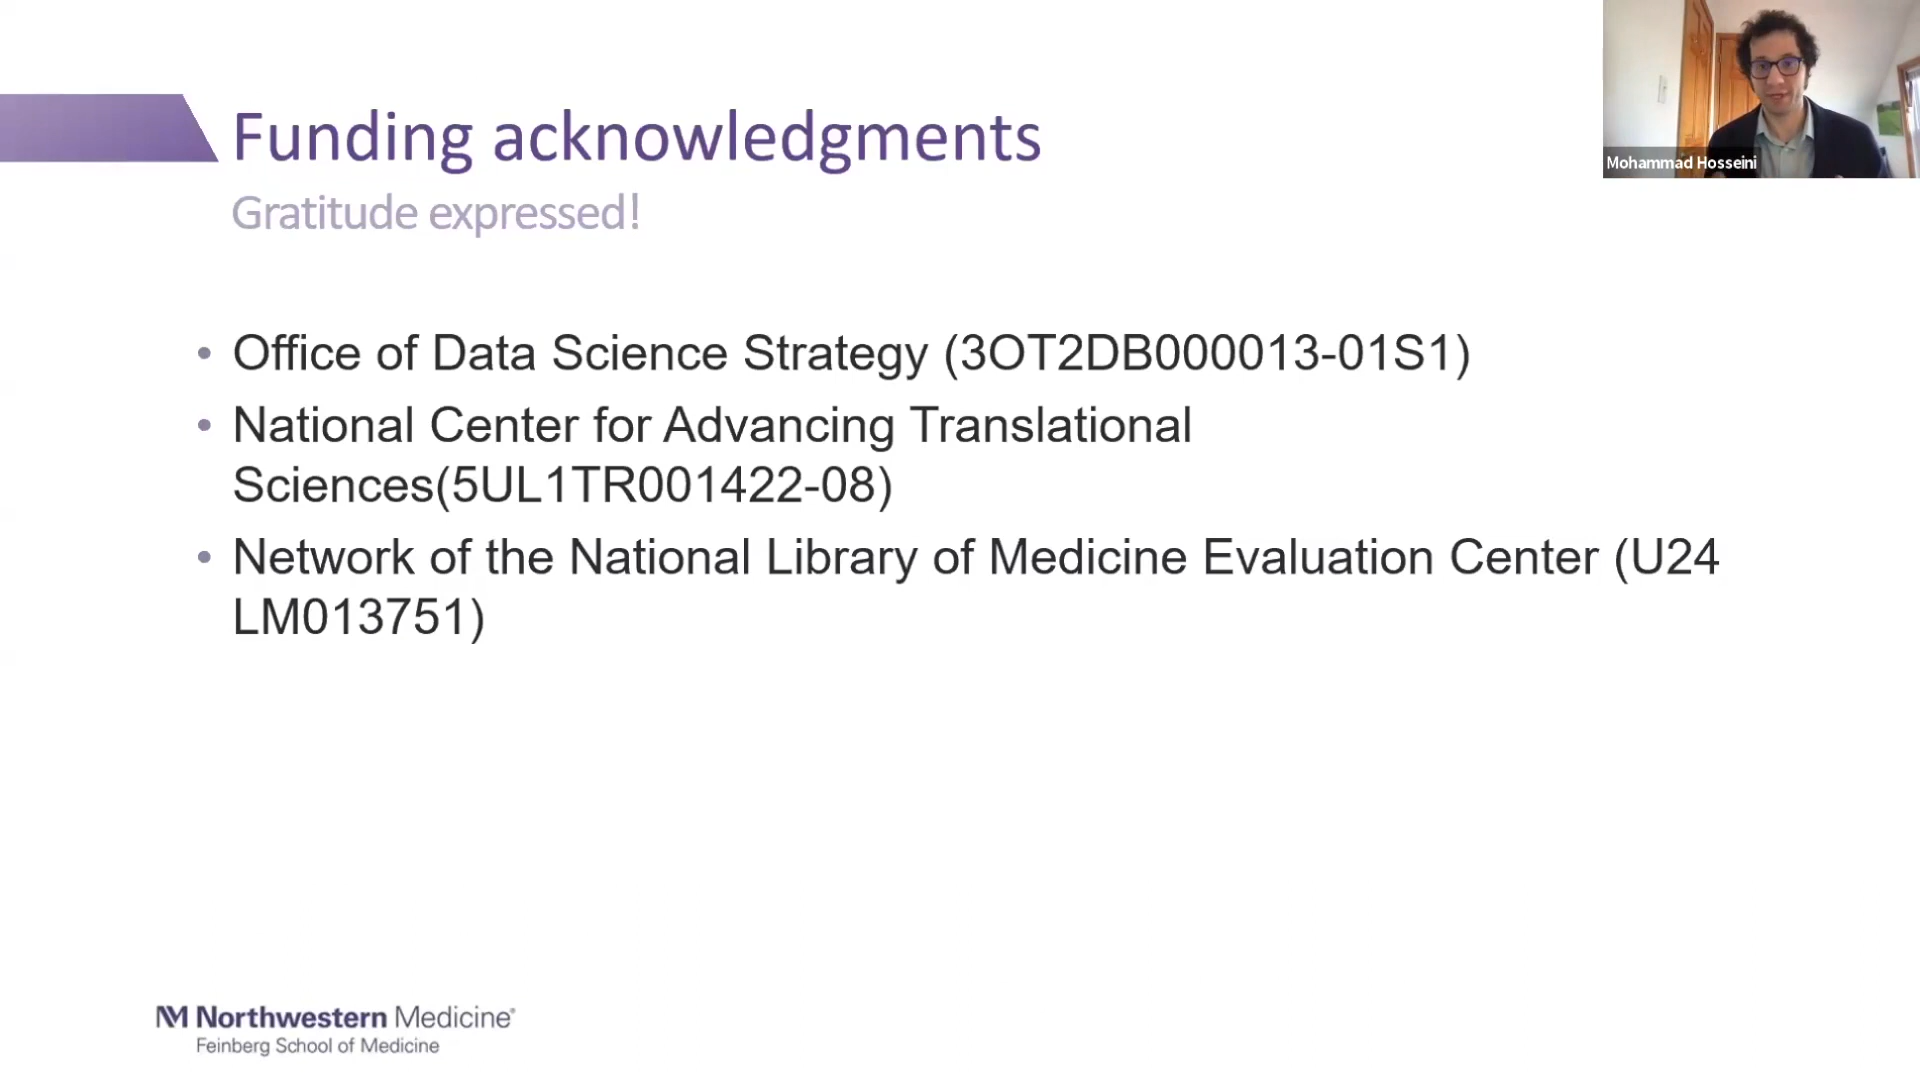 Funding acknowledgments
Gratitude expressed!
• Office of Data Science Strategy (3OT2DB000013-01S1)
• National Center for Advancing Translational
Sciences(5UL1TR001422-08)
• Network of the National Library of Medicine Evaluation Center (U24
LM013751)
Mohammad Hosseini
NM Northwestern Medicine®
Feinberg School of Medicine